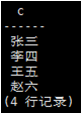 c
------
张三
李四
王五
赵六
(4 行记录)